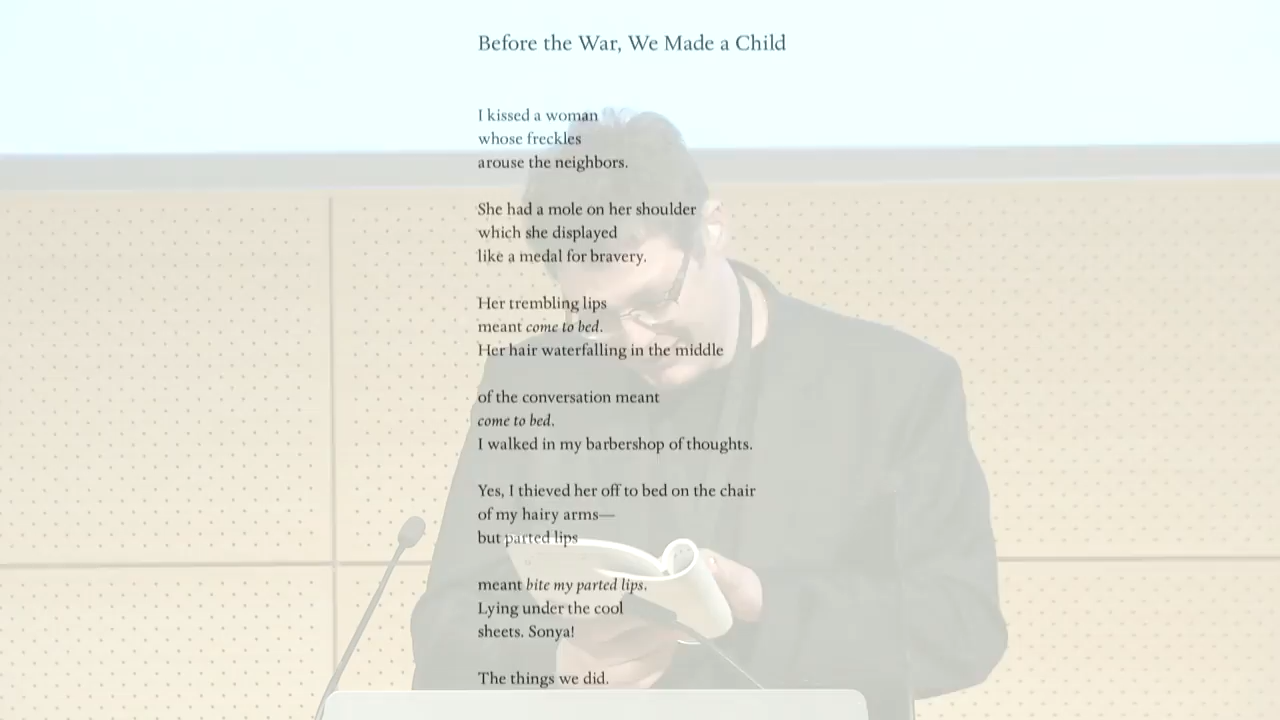 Before the War, We Made a Child
I kissed a woman
whose freckles
arouse the neighbors.
She had a mole on her shoulder
which she displayed
like a medal for bravery.
Her trembling lips
meant come to bed.
Her hair waterfalling in the middle
of the conversation meant
come to bed.
I walked in my barbershop of thoughts.
Yes, I thieved her off to bed on the chair
of my hairy arms—
but parted lips
meant bite my parted lips.
Lying under the cool
sheets. Sonya!
The things we did.